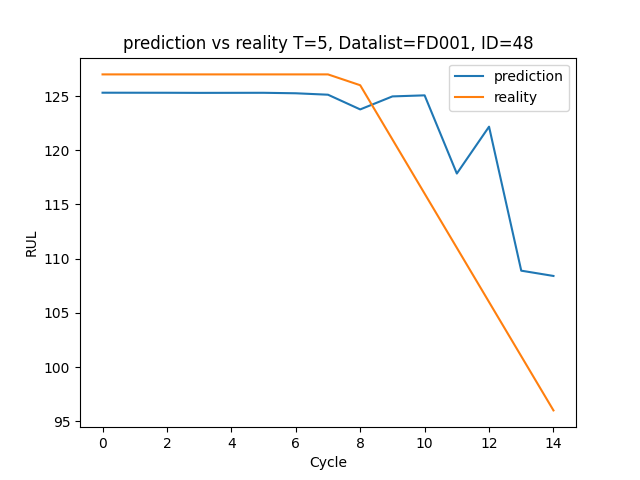 prediction vs reality T=5, Datalist=FD001, ID=48
prediction
reality
RUL
125
120
115
110
105
100
95
0 2 4 6 8 10 12 14
Cycle